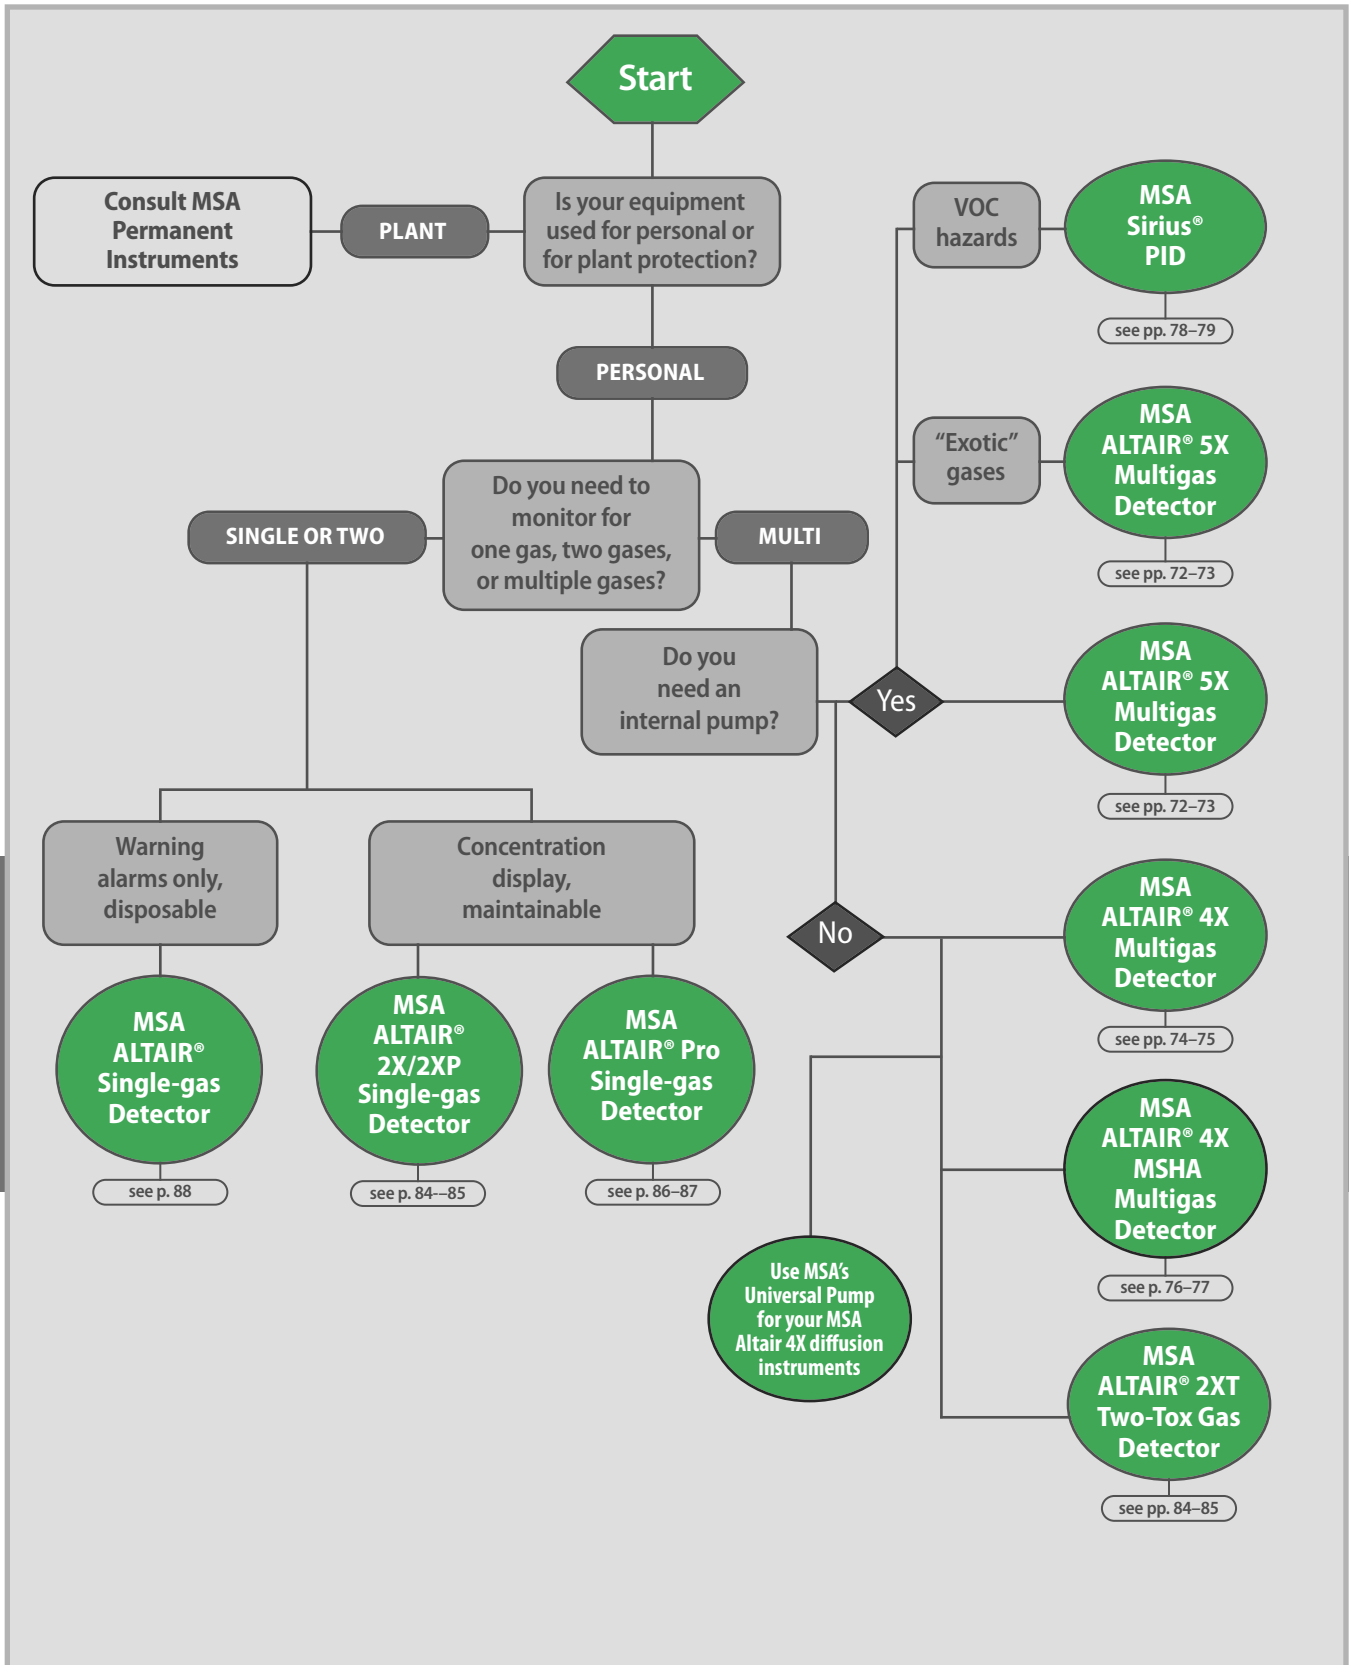 Start
Consult MSA
Permanent
Instruments
PLANT
Is your equipment
used for personal or
for plant protection?
PERSONAL
Do you need to
monitor for
one gas, two gases,
or multiple gases?
SINGLE OR TWO
MULTI
Do you
need an
internal pump?
Yes
No
VOC
hazards
MSA
Sirius®
PID
see pp. 78–79
“Exotic”
gases
MSA
ALTAIR® 5X
Multigas
Detector
see pp. 72–73
MSA
ALTAIR® 5X
Multigas
Detector
see pp. 72–73
MSA
ALTAIR® 4X
Multigas
Detector
see pp. 74–75
MSA
ALTAIR® 4X
MSHA
Multigas
Detector
see p. 76–77
MSA
ALTAIR® 2XT
Two-Tox Gas
Detector
see pp. 84–85
Use MSA’s
Universal Pump
for your MSA
Altair 4X diffusion
instruments
Warning
alarms only,
disposable
Concentration
display,
maintainable
MSA
ALTAIR®
Single-gas
Detector
see p. 88
MSA
ALTAIR®
2X/2XP
Single-gas
Detector
see p. 84-–85
MSA
ALTAIR® Pro
Single-gas
Detector
see p. 86–87